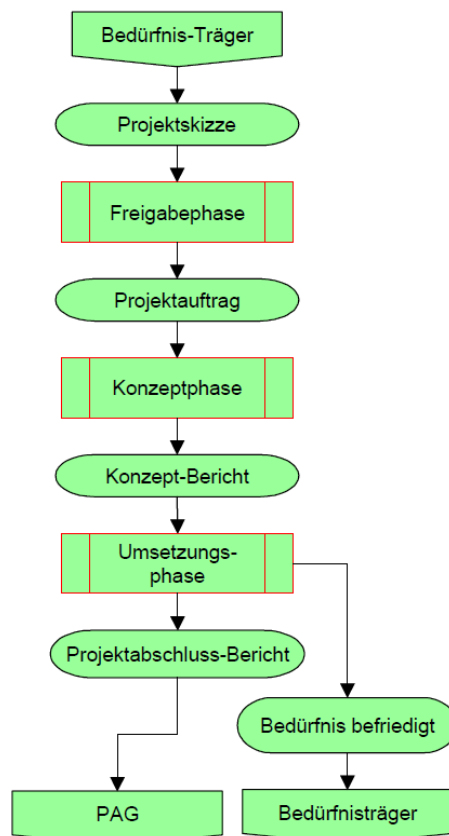 Bedürfnis-Träger
Projektskizze
Freigabephase
Projektauftrag
Konzeptphase
Konzept-Bericht
Umsetzungs-
phase
Projektabschluss-Bericht
Bedürfnis befriedigt
PAG
Bedürfnisträger